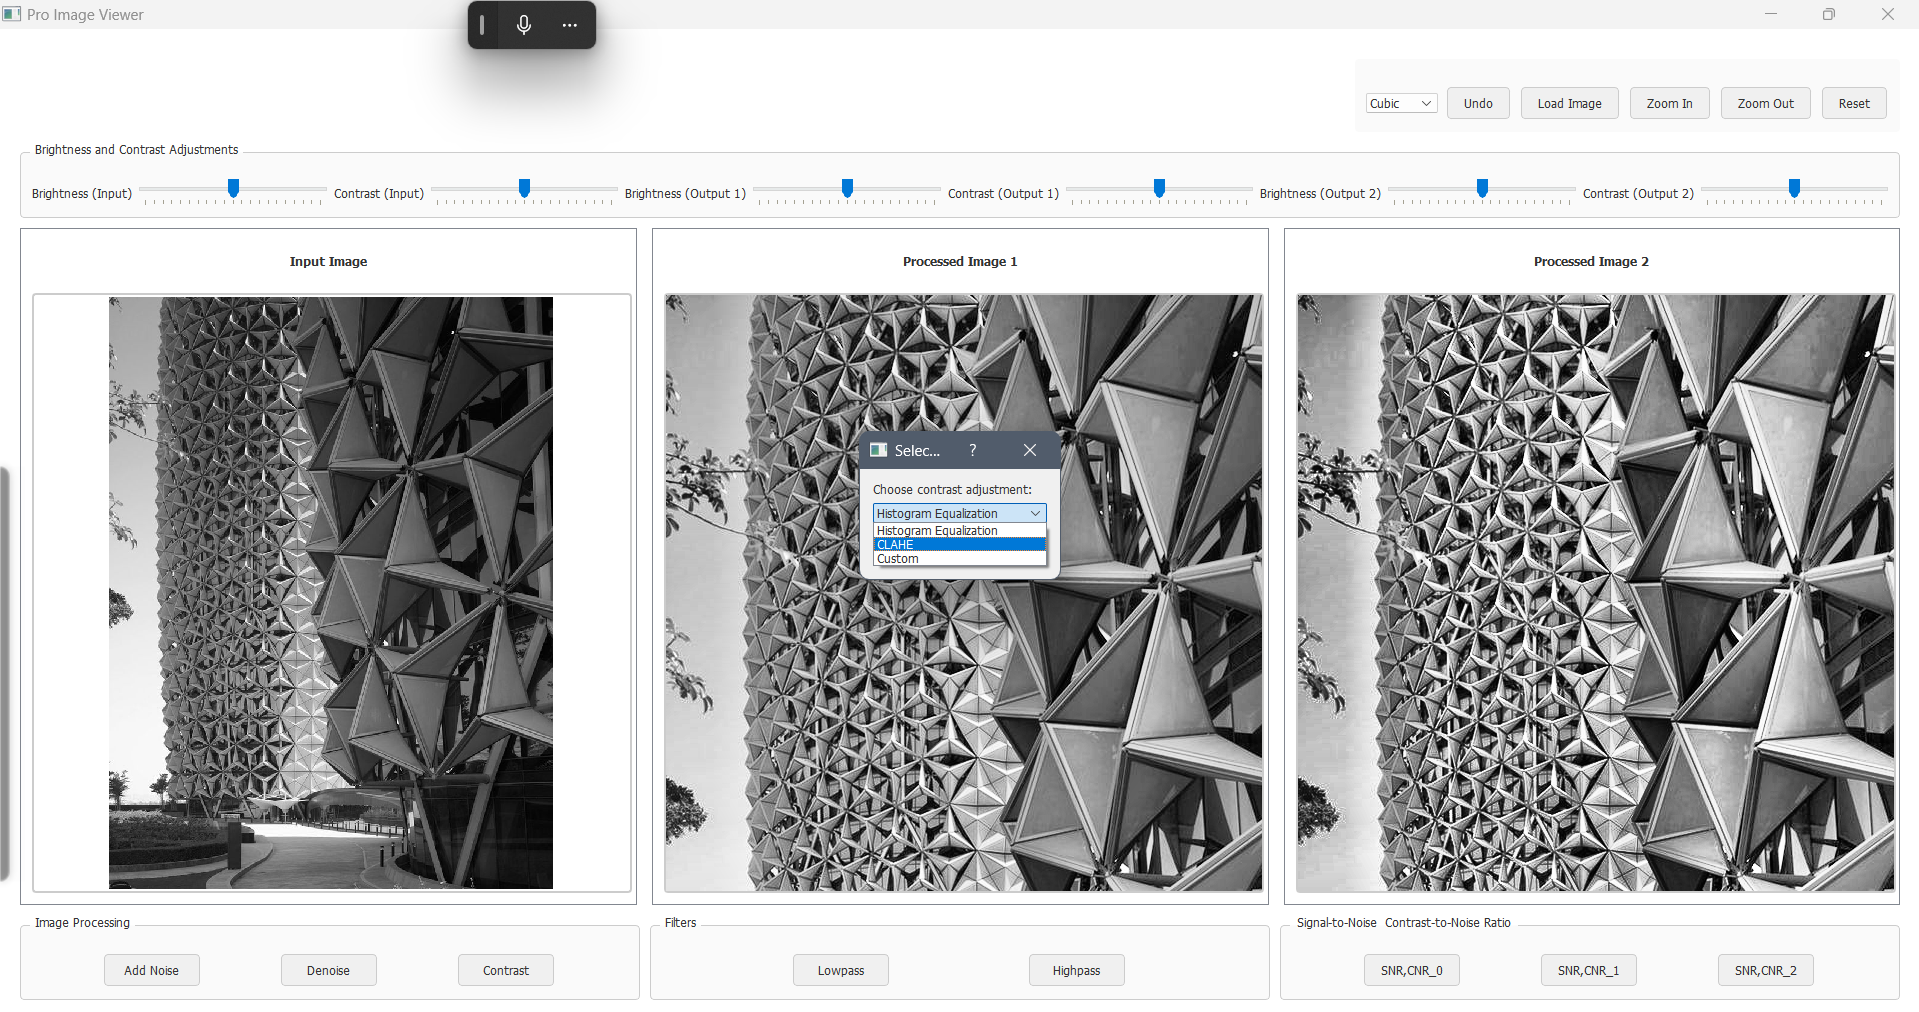 Pro Image Viewer
Cubic
Undo
Load Image
Zoom In
Zoom Out
Reset
Brightness and Contrast Adjustments
Brightness (Input)
Contrast (Input)
Brightness (Output 1)
Contrast (Output 1)
Brightness (Output 2)
Contrast (Output 2)
Input Image
Processed Image 1
Processed Image 2
Selec...
?
Choose contrast adjustment:
Histogram Equalization
Histogram Equalization
CLAHE
Custom
Image Processing
Add Noise
Denoise
Contrast
Filters
Lowpass
Highpass
Signal-to-Noise Contrast-to-Noise Ratio
SNR,CNR_0
SNR,CNR_1
SNR,CNR_2